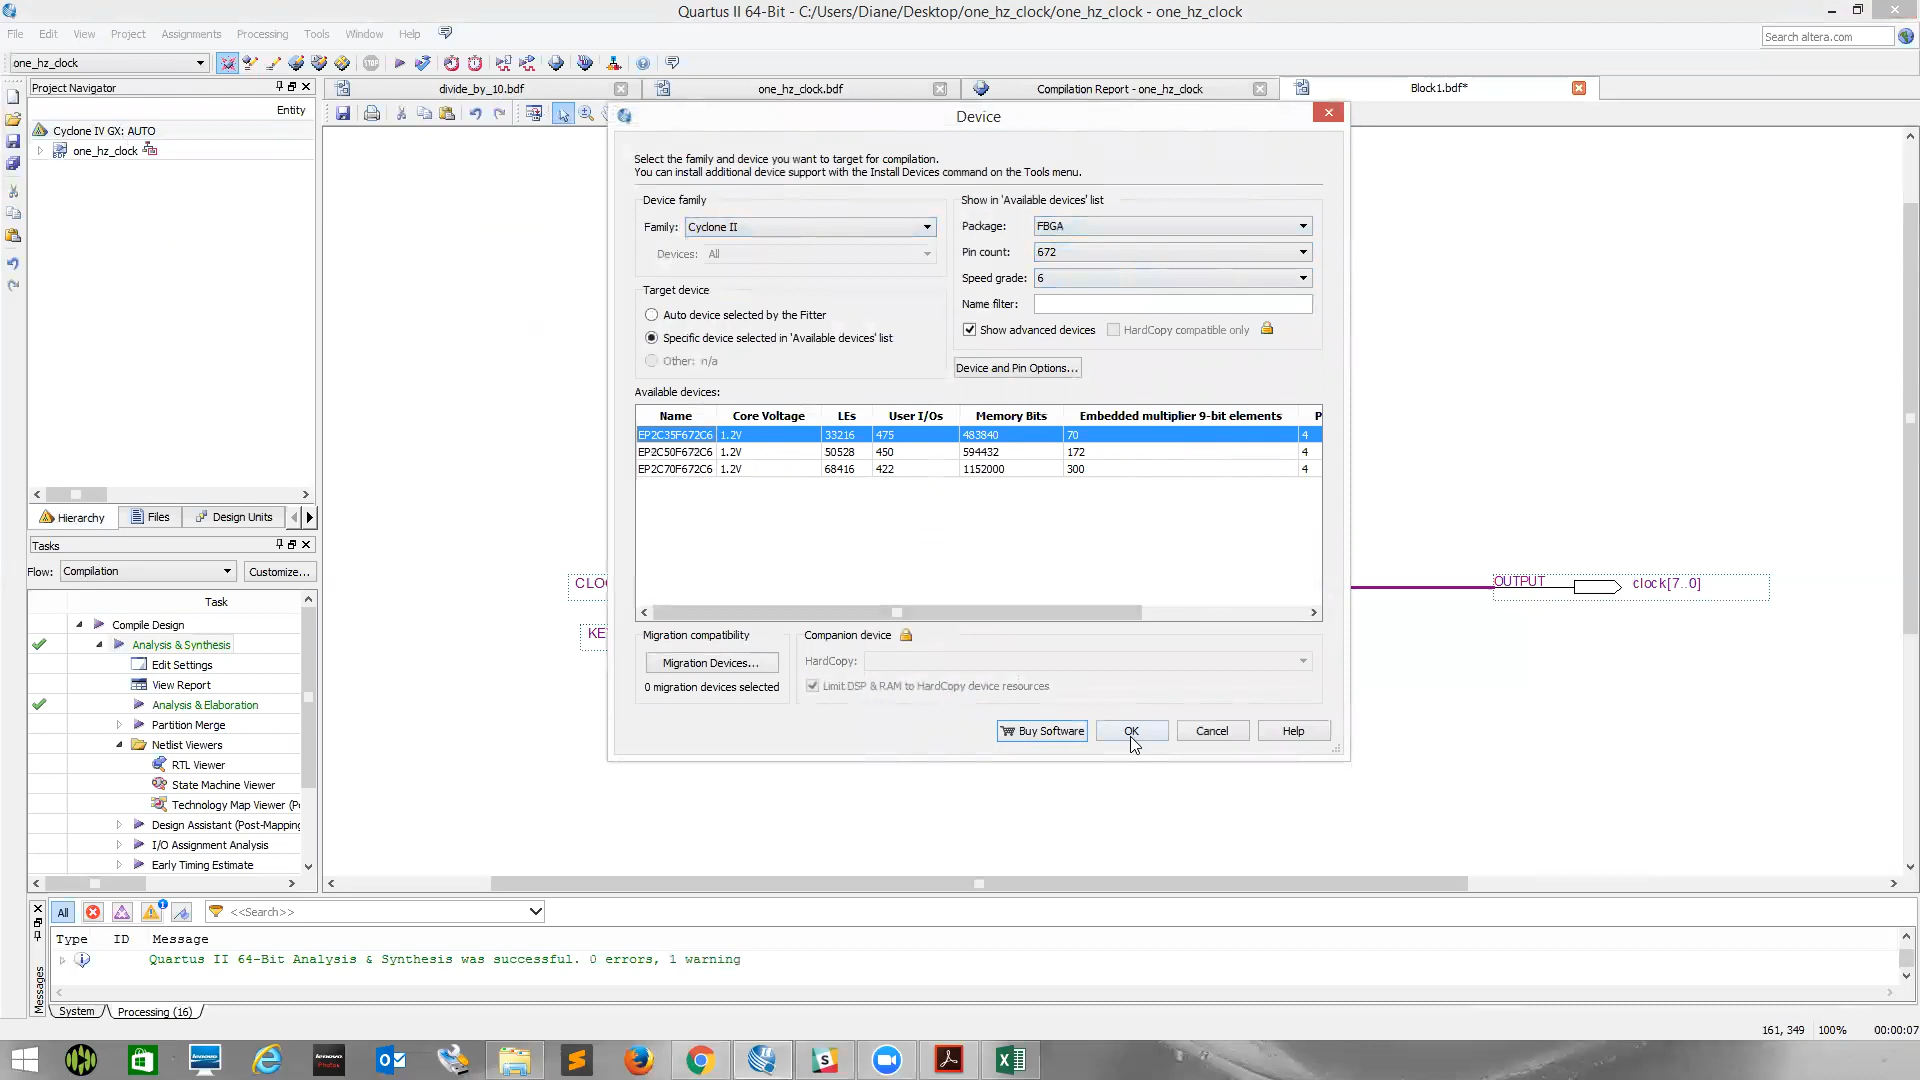 Quartus II 64-Bit - C:/Users/Diane/Desktop/one_hz_clock/one_hz_clock - one_hz_clock
File Edit View Project Assignments Processing Tools Window Help
Search altera.com
one_hz_clock
Project Navigator
Entity
Cyclone IV GX: AUTO
one_hz_clock
Hierarchy Files Design Units
divide_by_10.bdf
one_hz_clock.bdf
Compilation Report - one_hz_clock
Block1.bdf*
Device
Select the family and device you want to target for compilation.
You can install additional device support with the Install Devices command on the Tools menu.
Device family
Family: Cyclone II
Devices: All
Target device
Auto device selected by the Fitter
Specific device selected in 'Available devices' list
Other: n/a
Show in 'Available devices' list
Package: FBGA
Pin count: 672
Speed grade: 6
Name filter:
Show advanced devices HardCopy compatible only
Device and Pin Options...
Available devices:
Name Core Voltage LEs User I/Os Memory Bits Embedded multiplier 9-bit elements P
EP2C35F672C6 1.2V 33216 475 483840 70 4
EP2C50F672C6 1.2V 50528 450 594432 172 4
EP2C70F672C6 1.2V 68416 422 1152000 300 4
Migration compatibility
Migration Devices...
0 migration devices selected
Companion device
HardCopy:
Limit DSP & RAM to HardCopy device resources
Buy Software OK Cancel Help
CLO
KE
OUTPUT clock[7..0]
Tasks
Flow: Compilation Customize...
Task
Compile Design
Analysis & Synthesis
Edit Settings
View Report
Analysis & Elaboration
Partition Merge
Netlist Viewers
RTL Viewer
State Machine Viewer
Technology Map Viewer (P
Design Assistant (Post-Mapping
I/O Assignment Analysis
Early Timing Estimate
All <<Search>>
Type ID Message
Quartus II 64-Bit Analysis & Synthesis was successful. 0 errors, 1 warning
Messages
System Processing (16)
161, 349 100% 00:00:07